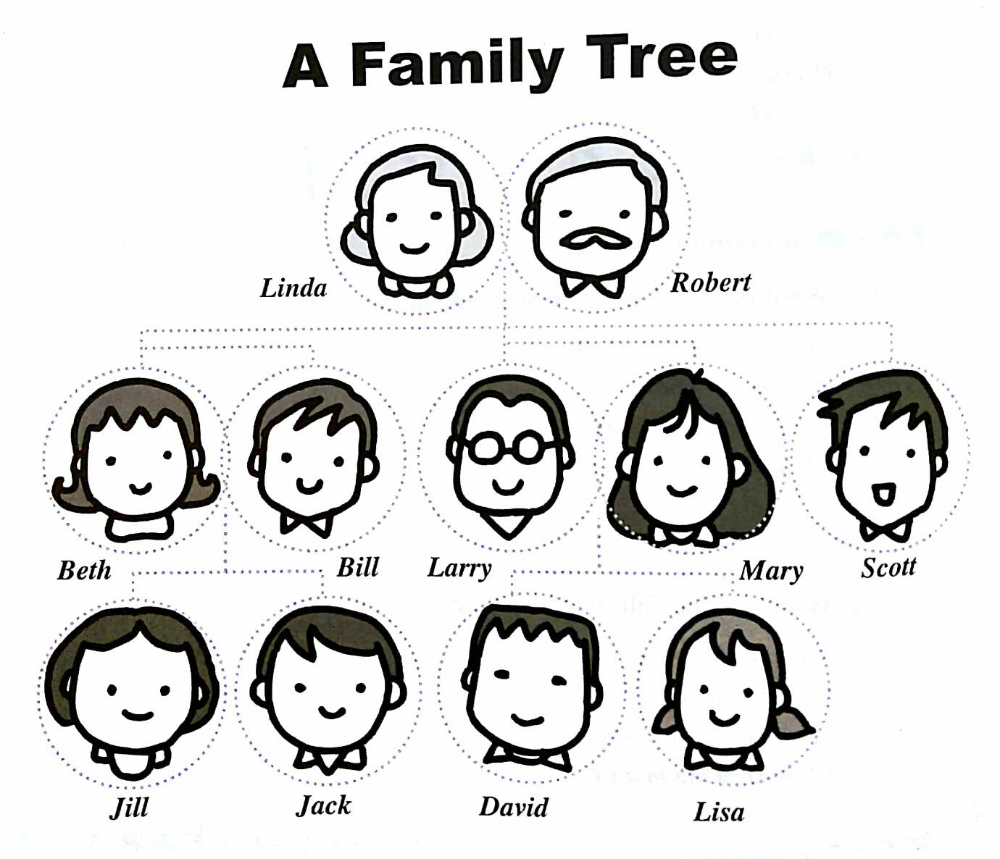 A Family Tree
Linda
Robert
Beth
Bill
Larry
Mary
Scott
Jill
Jack
David
Lisa